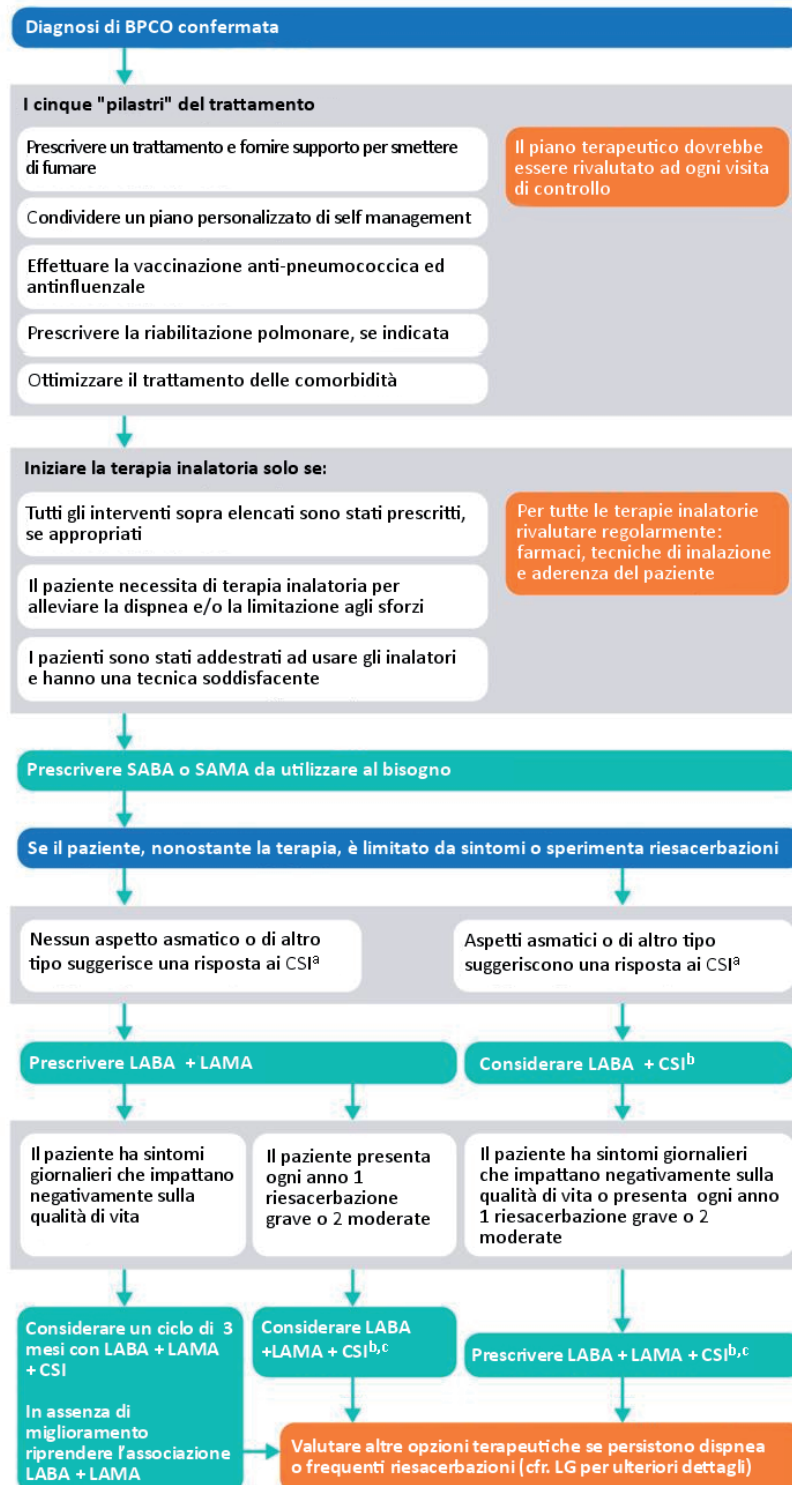 Diagnosi di BPCO confermata
I cinque "pilastri" del trattamento
Prescrivere un trattamento e fornire supporto per smettere
di fumare
Condividere un piano personalizzato di self management
Effettuare la vaccinazione anti-pneumococcica ed
antinfluenzale
Prescrivere la riabilitazione polmonare, se indicata
Ottimizzare il trattamento delle comorbidità
Il piano terapeutico dovrebbe
essere rivalutato ad ogni visita
di controllo
Iniziare la terapia inalatoria solo se:
Tutti gli interventi sopra elencati sono stati prescritti,
se appropriati
Il paziente necessita di terapia inalatoria per
alleviare la dispnea e/o la limitazione agli sforzi
I pazienti sono stati addestrati ad usare gli inalatori
e hanno una tecnica soddisfacente
Per tutte le terapie inalatorie
rivalutare regolarmente:
farmaci, tecniche di inalazione
e aderenza del paziente
Prescrivere SABA o SAMA da utilizzare al bisogno
Se il paziente, nonostante la terapia, è limitato da sintomi o sperimenta riesacerbazioni
Nessun aspetto asmatico o di altro
tipo suggerisce una risposta ai CSIᵃ
Aspetti asmatici o di altro tipo
suggeriscono una risposta ai CSIᵃ
Prescrivere LABA + LAMA
Considerare LABA + CSIᵇ
Il paziente ha sintomi
giornalieri che impattano
negativamente sulla
qualità di vita
Il paziente presenta
ogni anno 1
riesacerbazione
grave o 2 moderate
Il paziente ha sintomi giornalieri
che impattano negativamente sulla
qualità di vita o presenta ogni anno
1 riesacerbazione grave o 2
moderate
Considerare un ciclo di 3
mesi con LABA + LAMA
+ CSI
In assenza di
miglioramento
riprendere l'associazione
LABA + LAMA
Considerare LABA
+LAMA + CSIᵇ,ᶜ
Prescrivere LABA + LAMA + CSIᵇ,ᶜ
Valutare altre opzioni terapeutiche se persistono dispnea
o frequenti riesacerbazioni (cfr. LG per ulteriori dettagli)